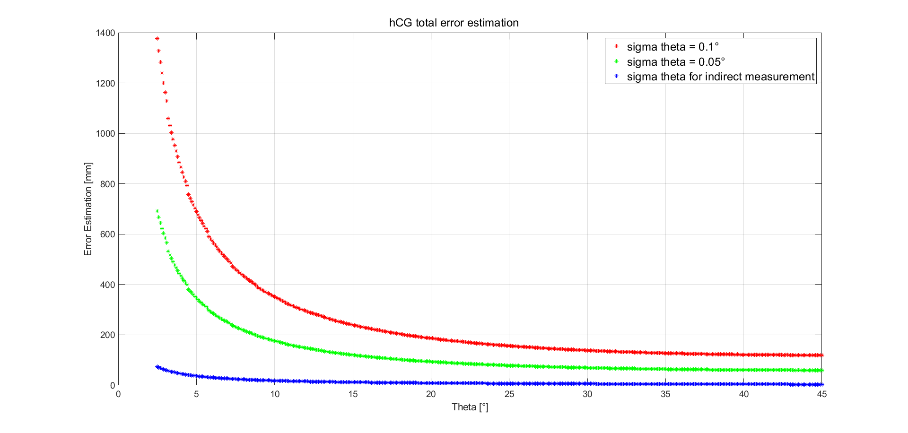 hCG total error estimation
sigma theta = 0.1°
sigma theta = 0.05°
sigma theta for indirect measurement
Error Estimation [mm]
1400
1200
1000
800
600
400
200
0
0 5 10 15 20 25 30 35 40 45
Theta [°]